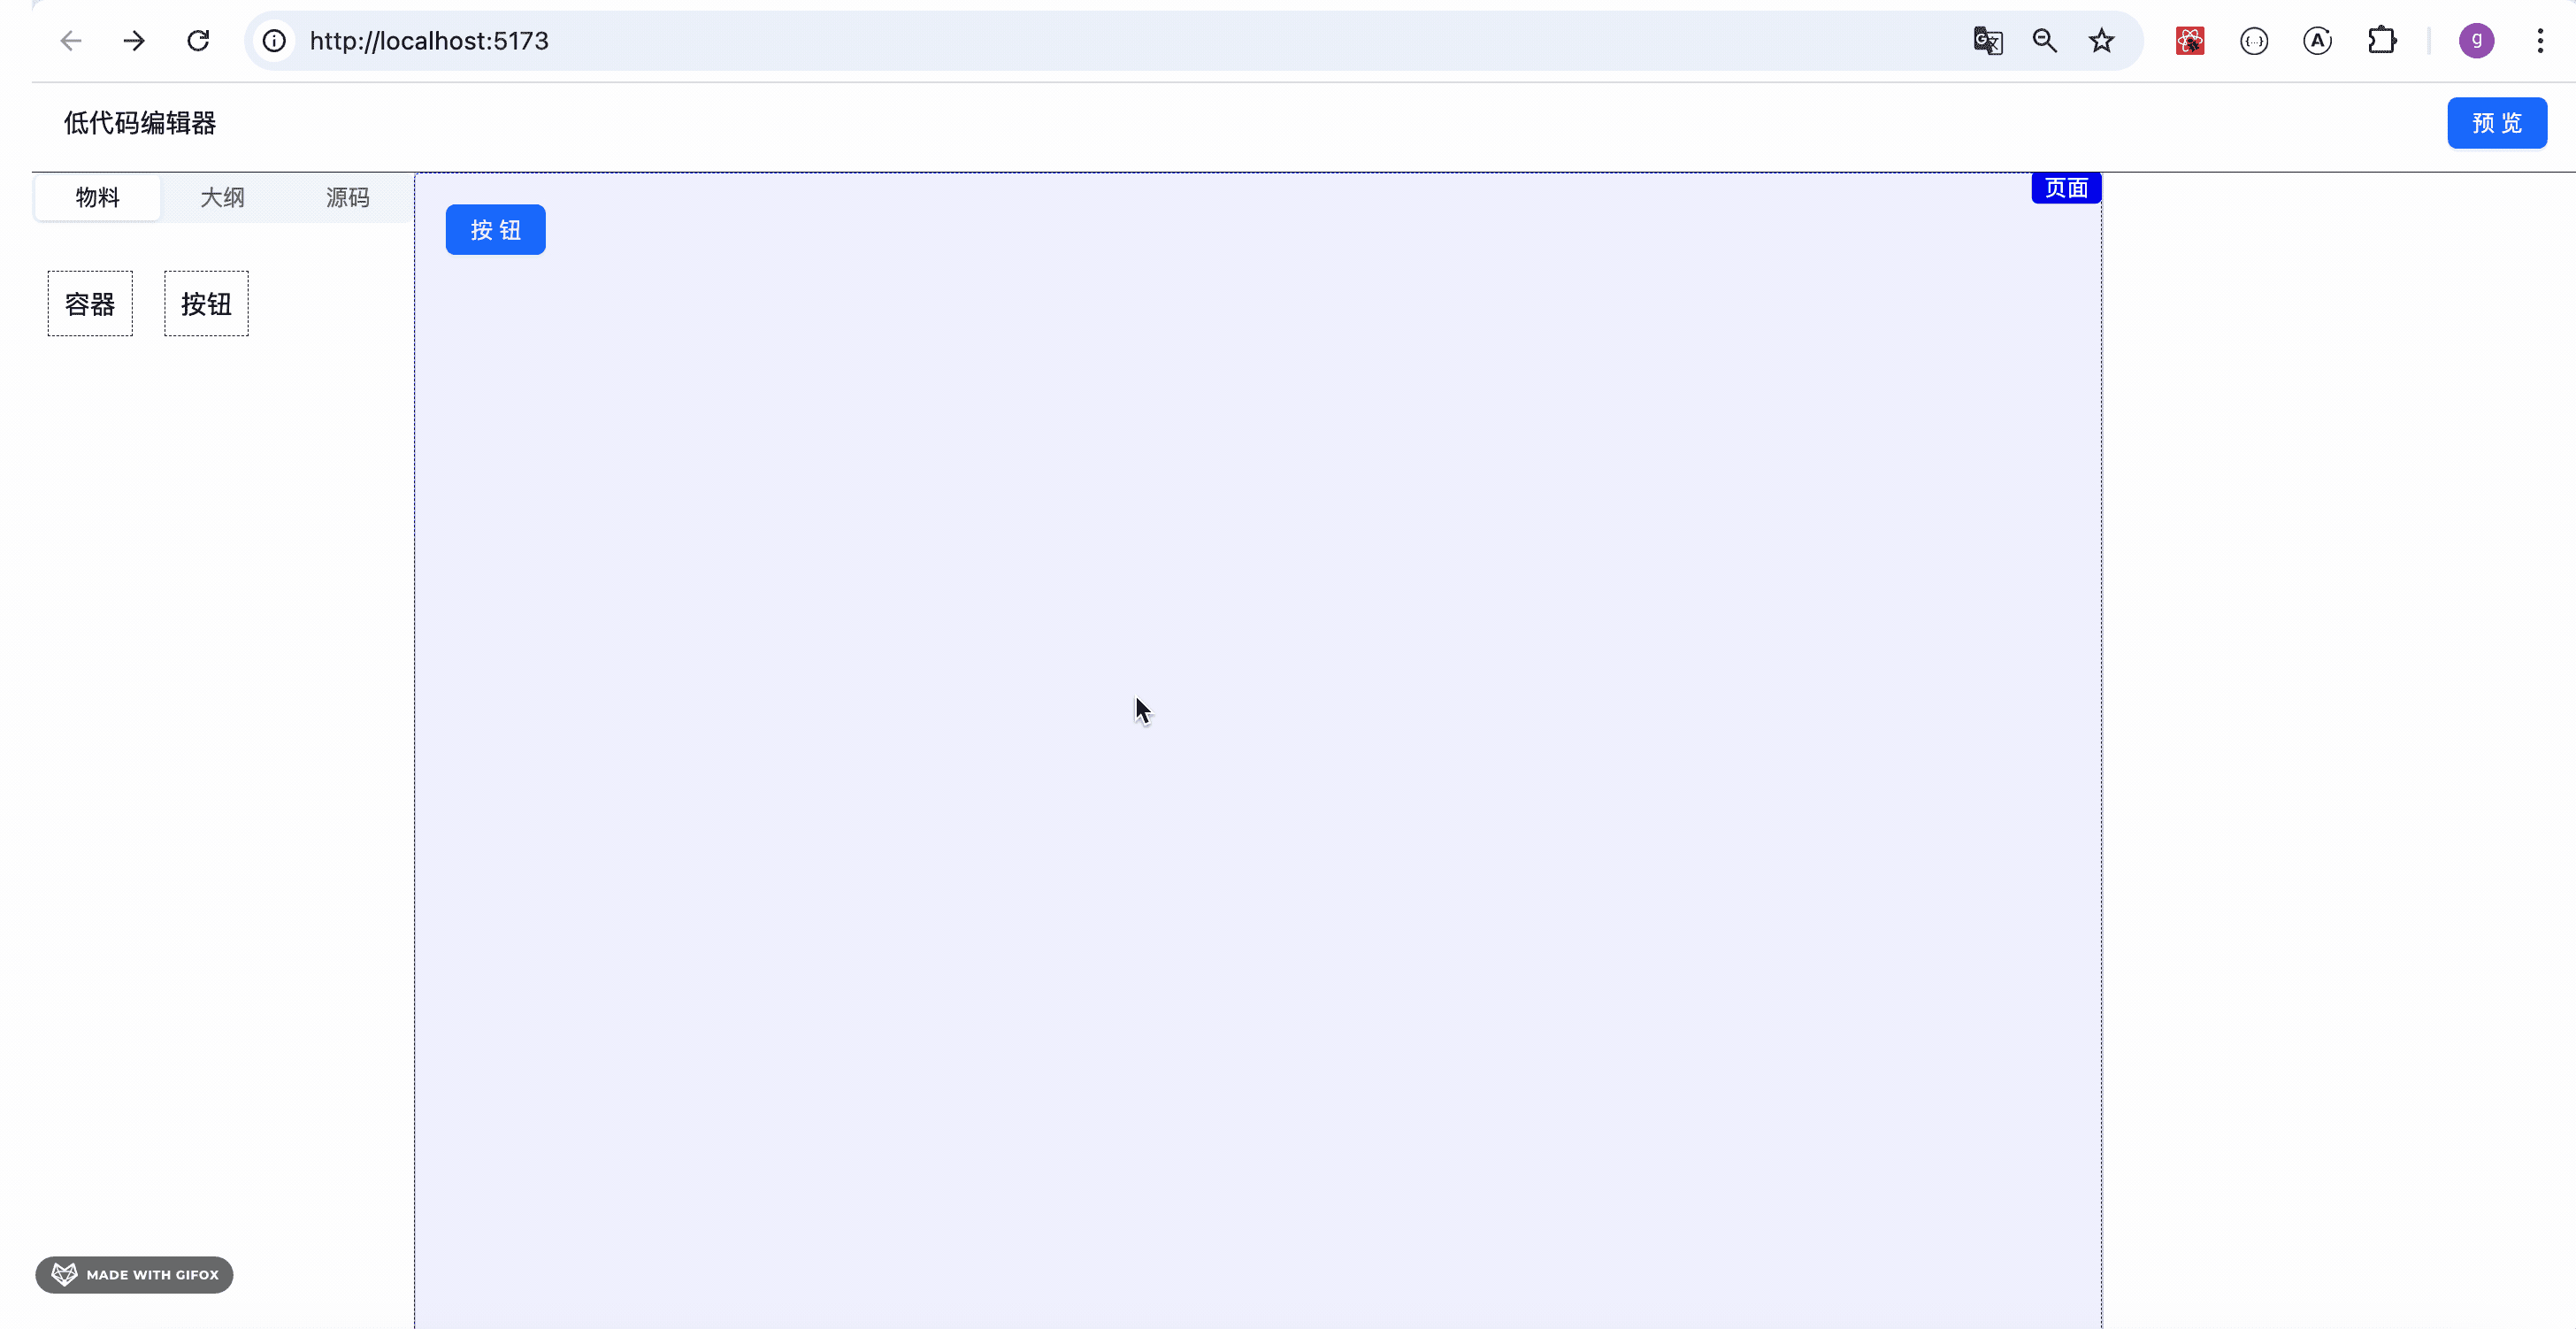 http://localhost:5173
g
低代码编辑器
预 览
物料 大纲 源码
页面
按 钮
容器 按钮
MADE WITH GIFOX